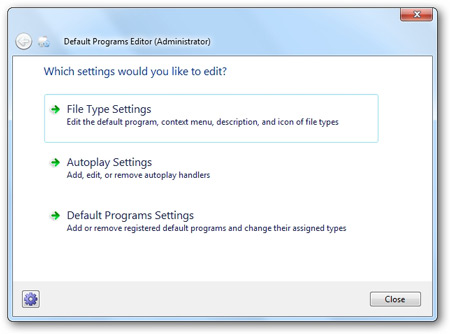 Default Programs Editor (Administrator)
Which settings would you like to edit?
File Type Settings
Edit the default program, context menu, description, and icon of file types
Autoplay Settings
Add, edit, or remove autoplay handlers
Default Programs Settings
Add or remove registered default programs and change their assigned types
Close